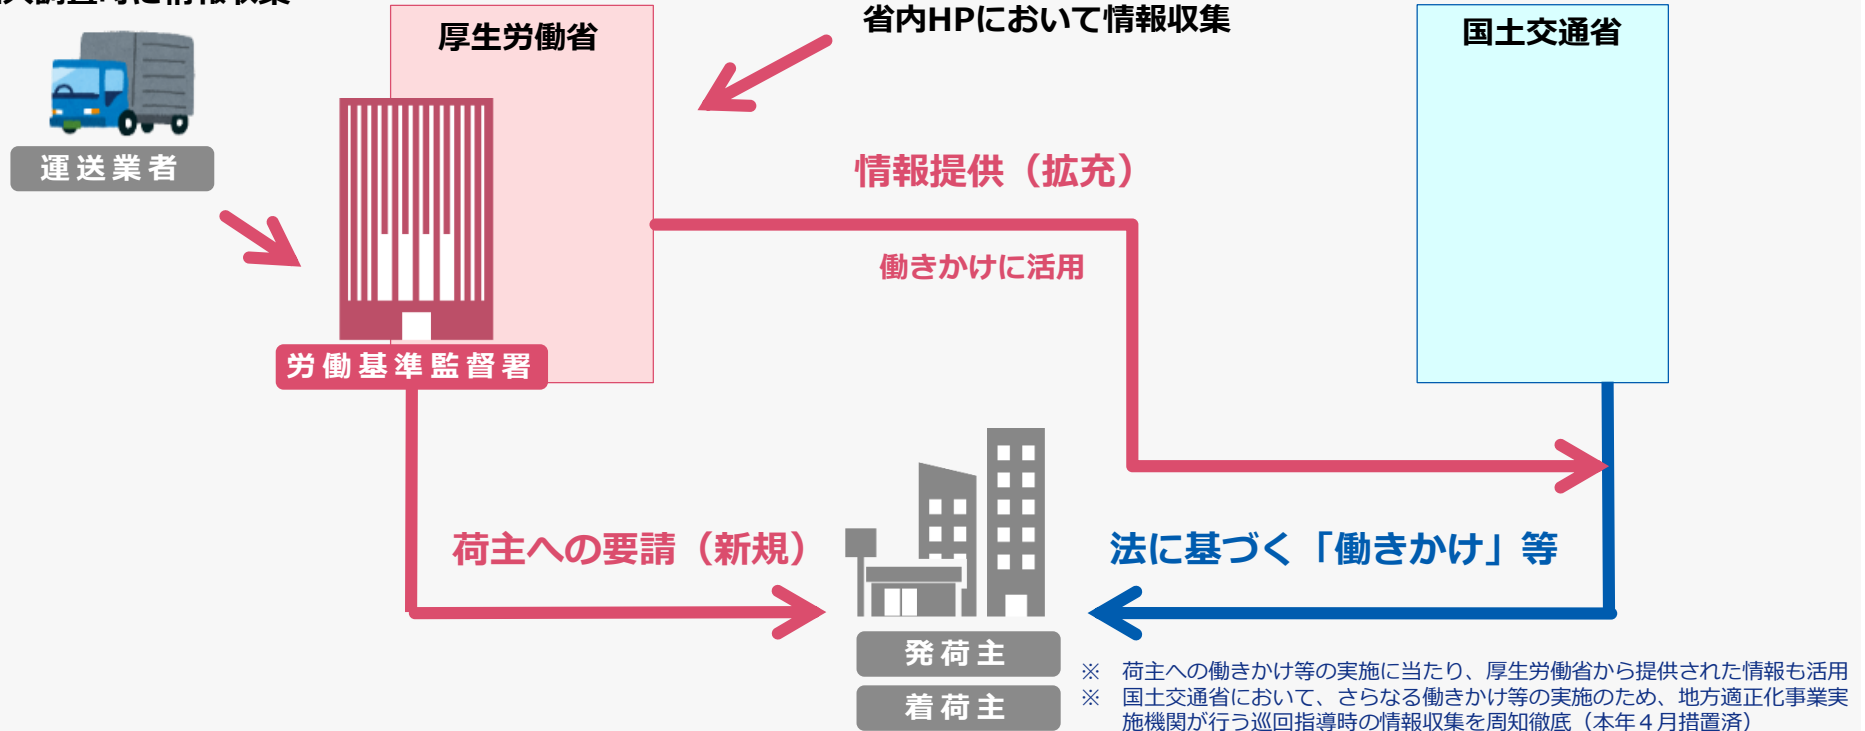 時に情報収集
厚生労働省
省内HPにおいて情報収集
国土交通省
運送業者
情報提供（拡充）
働きかけに活用
労働基準監督署
荷主への要請（新規）
法に基づく「働きかけ」等
発荷主
着荷主
※　荷主への働きかけ等の実施に当たり、厚生労働省から提供された情報も活用
※　国土交通省において、さらなる働きかけ等の実施のため、地方適正化事業実
施機関が行う巡回指導時の情報収集を周知徹底（本年４月措置済）